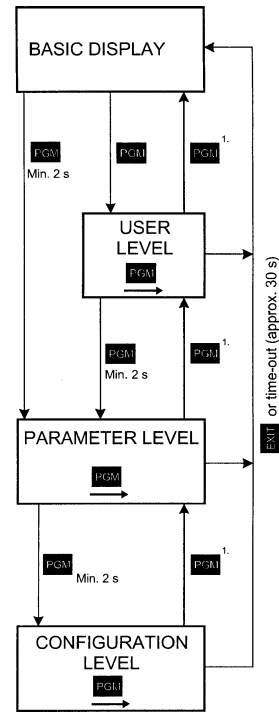 BASIC DISPLAY
PGM
Min. 2 s
PGM
PGM 1.
USER
LEVEL
PGM
PGM
Min. 2 s
PGM 1.
PARAMETER LEVEL
PGM
PGM
Min. 2 s
PGM 1.
CONFIGURATION
LEVEL
PGM
EXIT or time-out (approx. 30 s)